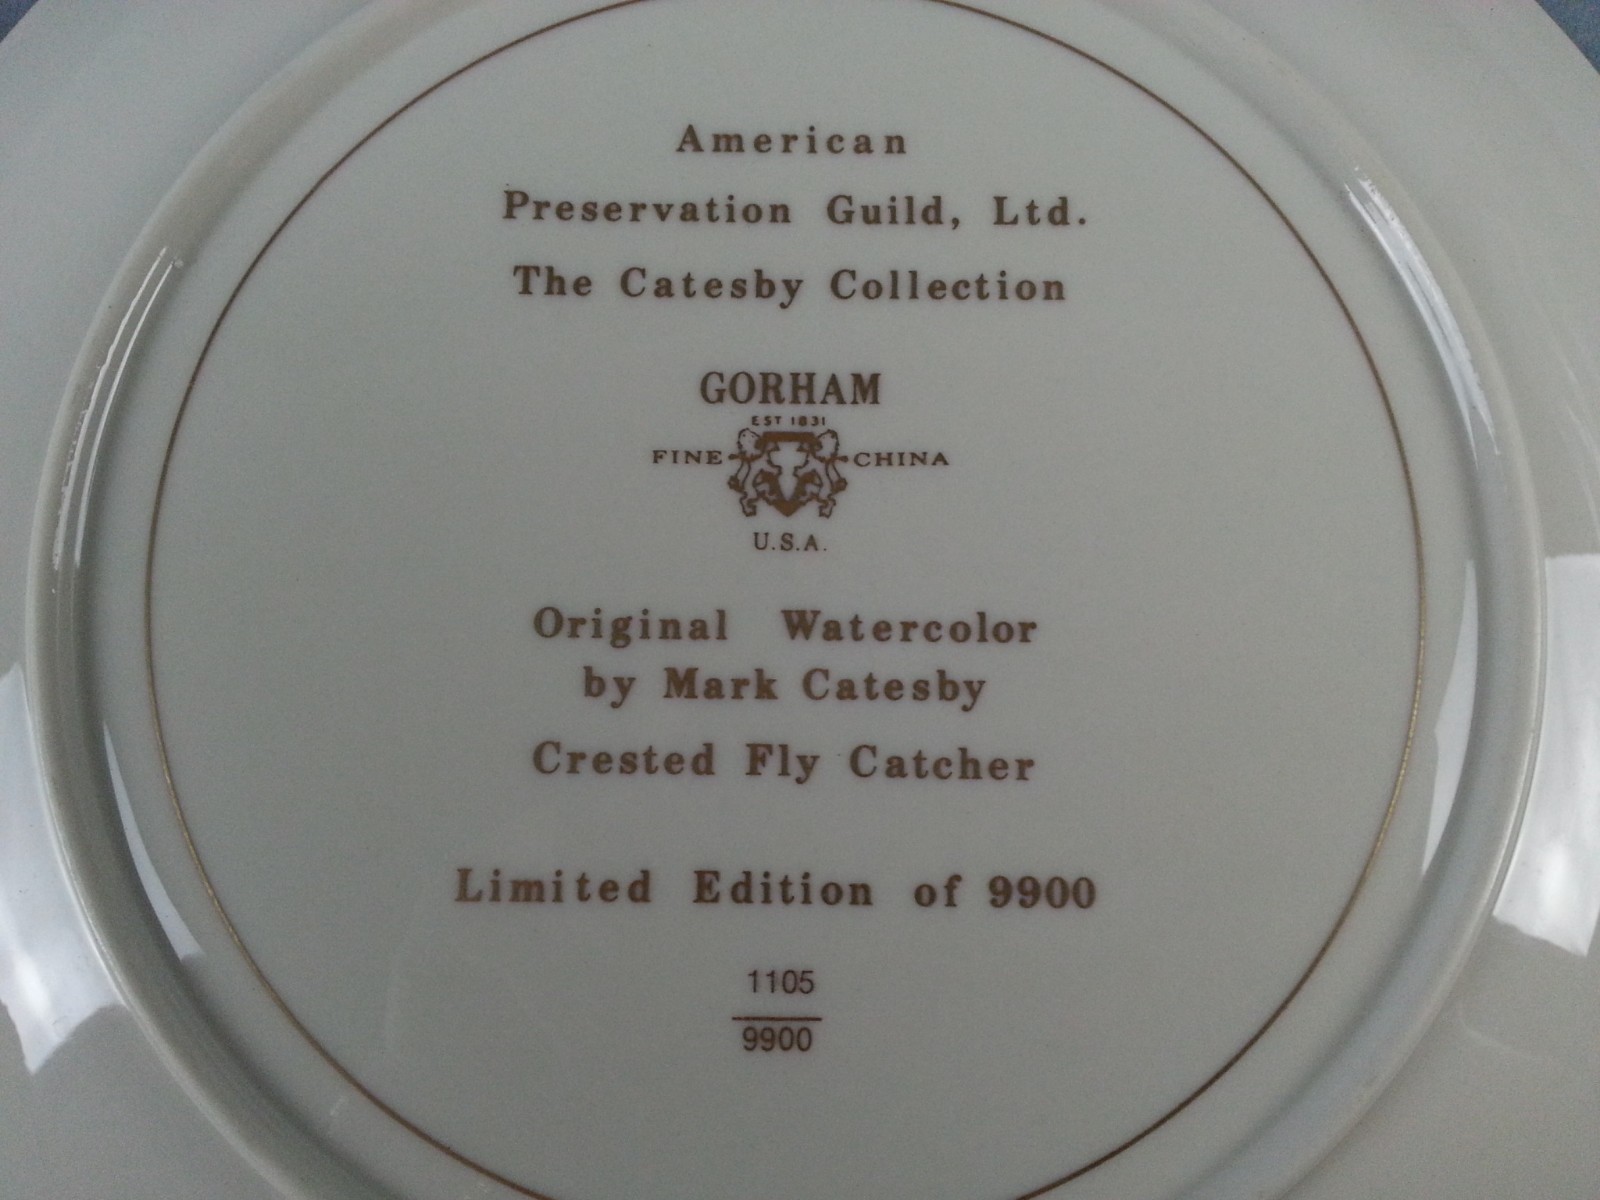 American
Preservation Guild, Ltd.
The Catesby Collection
GORHAM
EST 1831
FINE CHINA
U.S.A.
Original Watercolor
by Mark Catesby
Crested Fly Catcher
Limited Edition of 9900
1105
9900